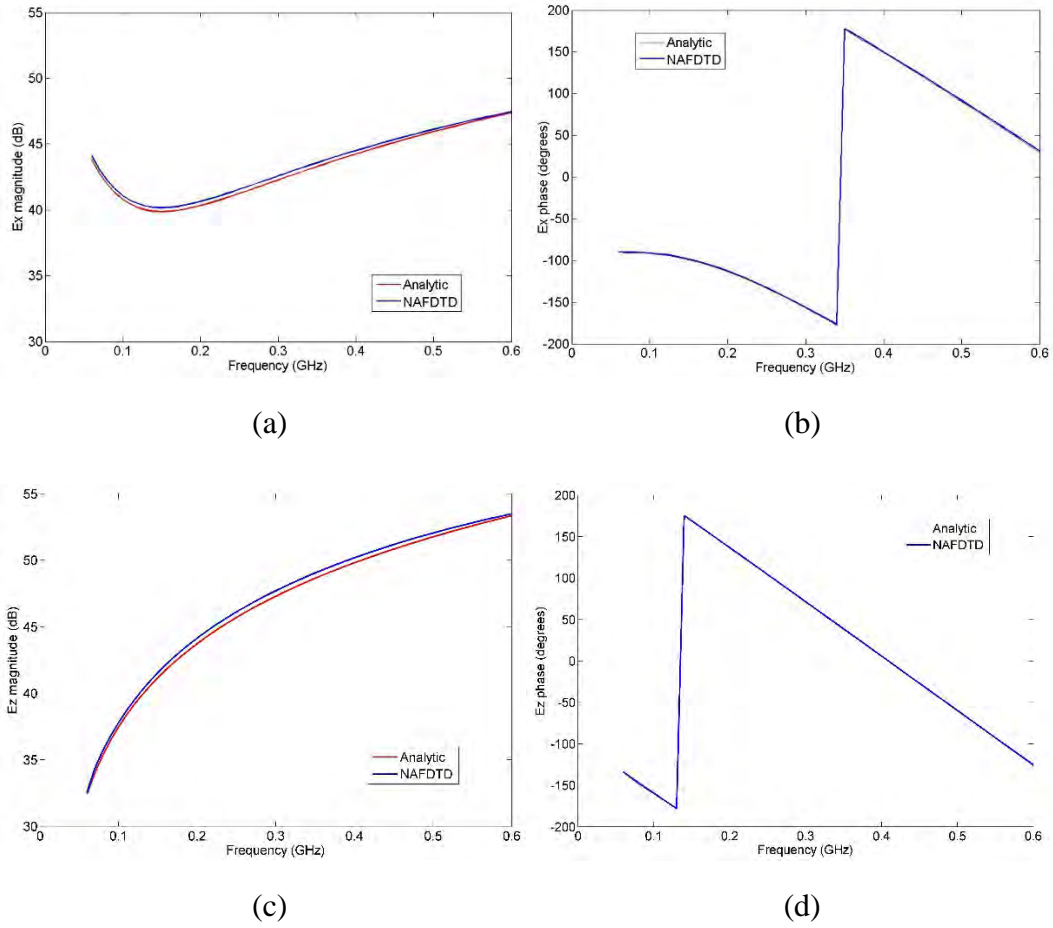 55
50
45
40
35
30
Ex magnitude (dB)
Analytic
NAFDTD
0 0.1 0.2 0.3 0.4 0.5 0.6
Frequency (GHz)
(a)
200
150
100
50
0
-50
-100
-150
-200
Ex phase (degrees)
Analytic
NAFDTD
0 0.1 0.2 0.3 0.4 0.5 0.6
Frequency (GHz)
(b)
55
50
45
40
35
30
Ez magnitude (dB)
Analytic
NAFDTD
0 0.1 0.2 0.3 0.4 0.5 0.6
Frequency (GHz)
(c)
200
150
100
50
0
-50
-100
-150
-200
Ez phase (degrees)
Analytic
NAFDTD
0 0.1 0.2 0.3 0.4 0.5 0.6
Frequency (GHz)
(d)